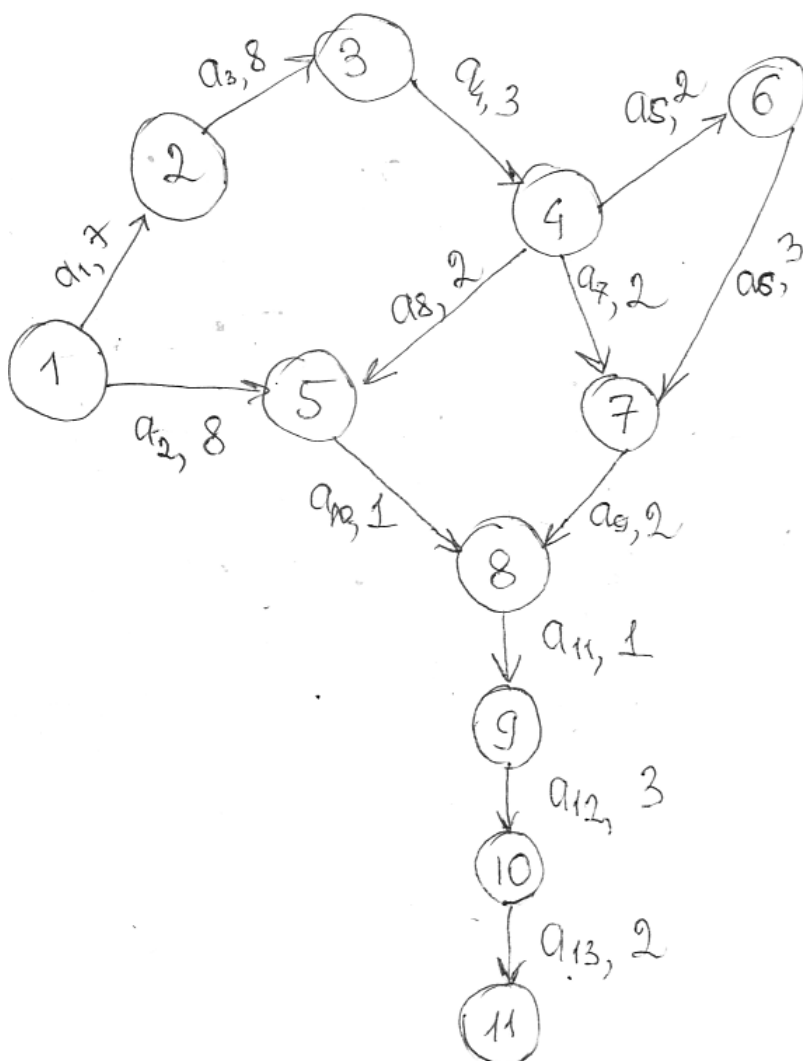 3
a3, 8
a4, 3
6
a5, 2
2
4
a1, 7
a8, 2
a7, 2
a6, 3
1
5
7
a2, 8
a10, 1
a9, 2
8
a11, 1
9
a12, 3
10
a13, 2
11